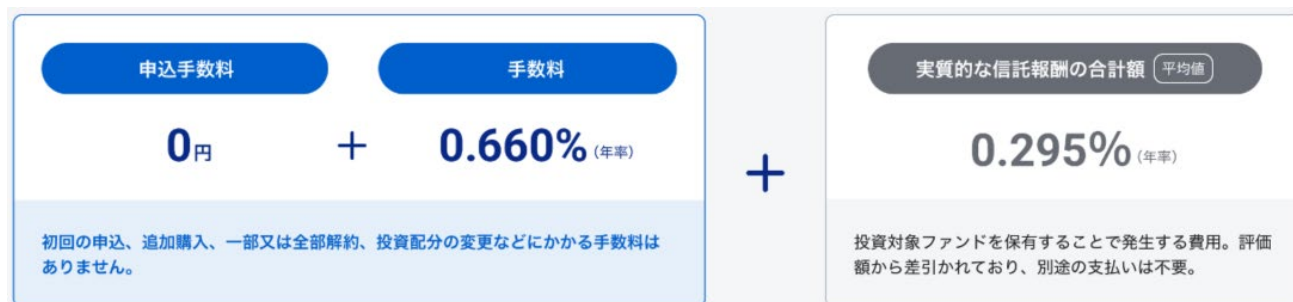 申込手数料
手数料
0円
+
0.660%(年率)
初回の申込、追加購入、一部又は全部解約、投資配分の変更などにかかる手数料は
ありません。
+
実質的な信託報酬の合計額 平均値
0.295%(年率)
投資対象ファンドを保有することで発生する費用。評価
額から差引かれており、別途の支払いは不要。